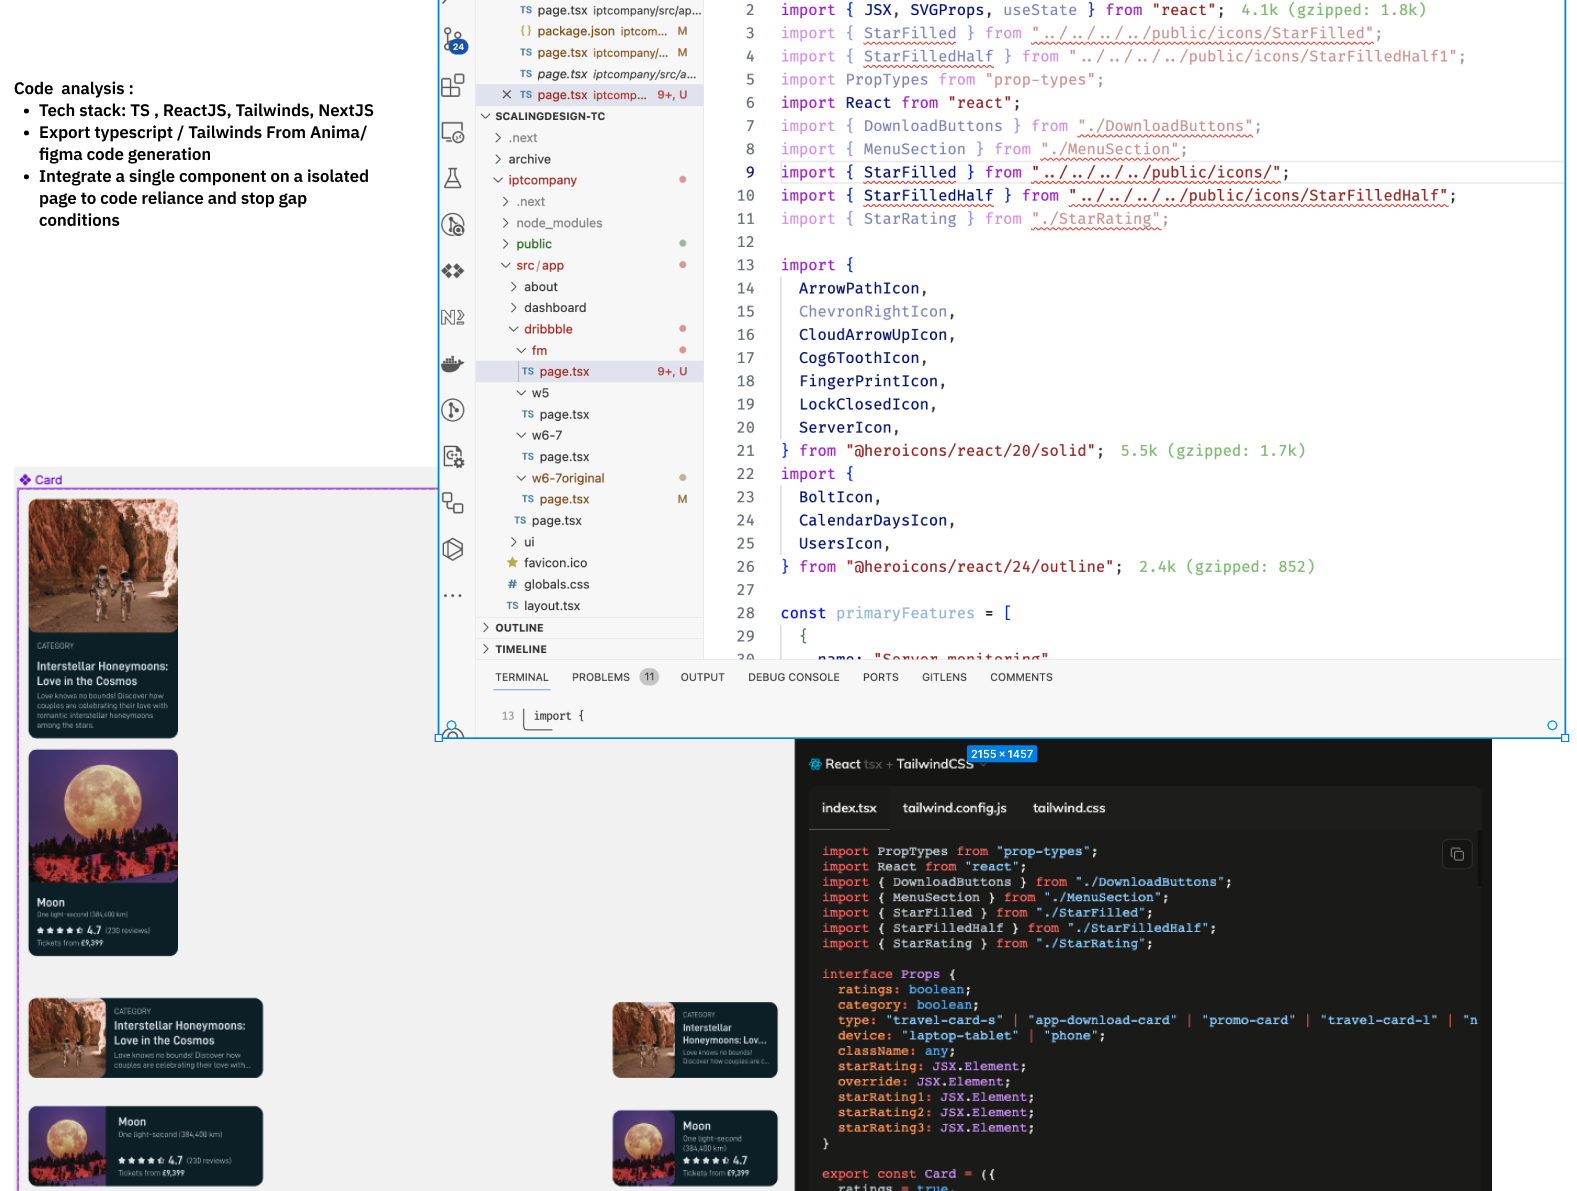 Code  analysis :
• Tech stack: TS , ReactJS, Tailwinds, NextJS
• Export typescript / Tailwinds From Anima/
figma code generation
• Integrate a single component on a isolated
page to code reliance and stop gap
conditions
24
TS page.tsx iptcompany/src/ap...
{} package.json iptcom... M
TS page.tsx iptcompany/... M
TS page.tsx iptcompany/src/a...
TS page.tsx iptcomp... 9+, U
SCALINGDESIGN-TC
.next
archive
iptcompany
.next
node_modules
public
src/app
about
dashboard
dribbble
fm
TS page.tsx 9+, U
w5
TS page.tsx
w6-7
TS page.tsx
w6-7original
TS page.tsx M
TS page.tsx
ui
favicon.ico
# globals.css
TS layout.tsx
OUTLINE
TIMELINE
2 import { JSX, SVGProps, useState } from "react"; 4.1k (gzipped: 1.8k)
3 import { StarFilled } from "../../../../public/icons/StarFilled";
4 import { StarFilledHalf } from "../../../../public/icons/StarFilledHalf1";
5 import PropTypes from "prop-types";
6 import React from "react";
7 import { DownloadButtons } from "./DownloadButtons";
8 import { MenuSection } from "./MenuSection";
9 import { StarFilled } from "../../../../public/icons/";
10 import { StarFilledHalf } from "../../../../public/icons/StarFilledHalf";
11 import { StarRating } from "./StarRating";
12
13 import {
14 ArrowPathIcon,
15 ChevronRightIcon,
16 CloudArrowUpIcon,
17 Cog6ToothIcon,
18 FingerPrintIcon,
19 LockClosedIcon,
20 ServerIcon,
21 } from "@heroicons/react/20/solid"; 5.5k (gzipped: 1.7k)
22 import {
23 BoltIcon,
24 CalendarDaysIcon,
25 UsersIcon,
26 } from "@heroicons/react/24/outline"; 2.4k (gzipped: 852)
27
28 const primaryFeatures = [
29 {
30 name: "Server monitoring"
TERMINAL PROBLEMS 11 OUTPUT DEBUG CONSOLE PORTS GITLENS COMMENTS
13 import {
2155 × 1457
Card
CATEGORY
Interstellar Honeymoons:
Love in the Cosmos
Love knows no bounds! Discover how
couples are celebrating their love with
romantic interstellar honeymoons
among the stars.
Moon
One light-second (384,400 km)
4.7 (230 reviews)
Tickets from £9,399
CATEGORY
Interstellar Honeymoons:
Love in the Cosmos
Love knows no bounds! Discover how
couples are celebrating their love with...
Moon
One light-second (384,400 km)
4.7 (230 reviews)
Tickets from £9,399
CATEGORY
Interstellar
Honeymoons: Lov...
Love knows no bounds!
Discover how couples are c...
Moon
One light-second
(384,400 km)
4.7
Tickets from £9,399
React tsx + TailwindCSS
index.tsx tailwind.config.js tailwind.css
import PropTypes from "prop-types";
import React from "react";
import { DownloadButtons } from "./DownloadButtons";
import { MenuSection } from "./MenuSection";
import { StarFilled } from "./StarFilled";
import { StarFilledHalf } from "./StarFilledHalf";
import { StarRating } from "./StarRating";
interface Props {
ratings: boolean;
category: boolean;
type: "travel-card-s" | "app-download-card" | "promo-card" | "travel-card-l" | "n
device: "laptop-tablet" | "phone";
className: any;
starRating: JSX.Element;
override: JSX.Element;
starRating1: JSX.Element;
starRating2: JSX.Element;
starRating3: JSX.Element;
}
export const Card = ({
ratings = true,